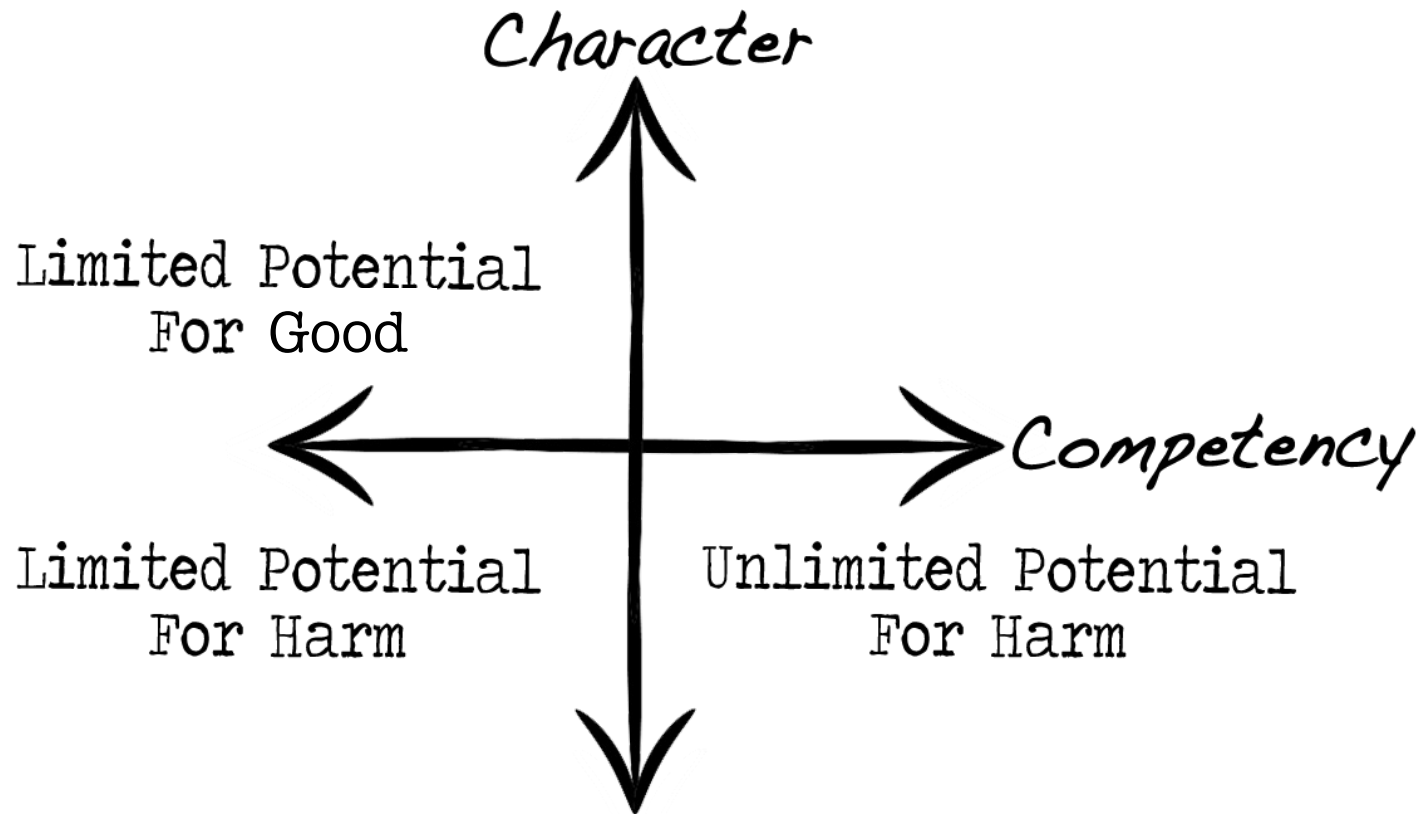 Character
Limited Potential
For Good
Competency
Limited Potential
For Harm
Unlimited Potential
For Harm